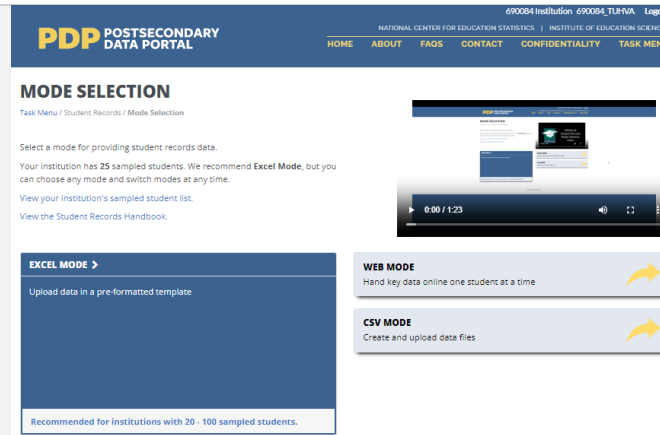 690084 Institution 690084_TUHVA
PDP POSTSECONDARY DATA PORTAL
NATIONAL CENTER FOR EDUCATION STATISTICS | INSTITUTE OF EDUCATION
HOME ABOUT FAQS CONTACT CONFIDENTIALITY TASK
MODE SELECTION
Task Menu / Student Records / Mode Selection
Select a mode for providing student records data.
Your institution has 25 sampled students. We recommend Excel Mode, but you
can choose any mode and switch modes at any time.
View your institution's sampled student list.
View the Student Records Handbook.
0:00 / 1:23
EXCEL MODE >
Upload data in a pre-formatted template
Recommended for institutions with 20 - 100 sampled students.
WEB MODE
Hand key data online one student at a time
CSV MODE
Create and upload data files